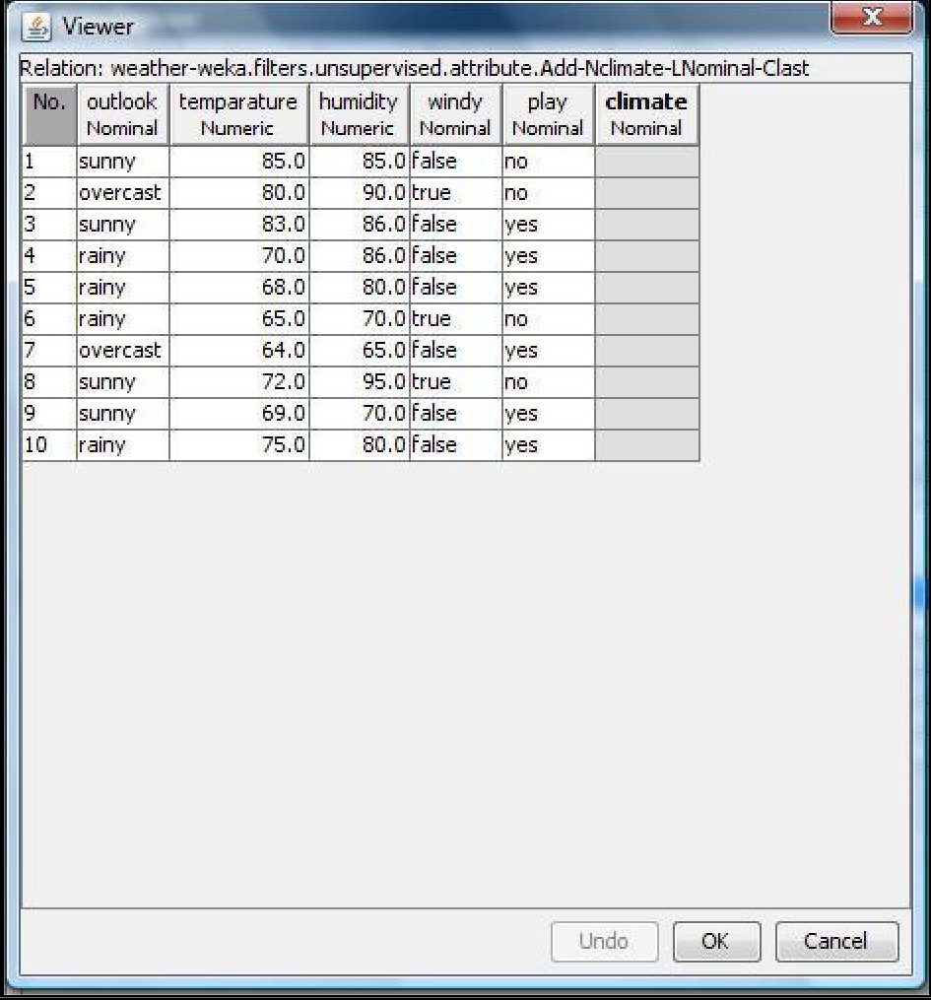 Viewer
X
Relation: weather-weka.filters.unsupervised.attribute.Add-Nclimate-LNominal-Clast
No. outlook temparature humidity windy play climate
Nominal Numeric Numeric Nominal Nominal Nominal
1 sunny 85.0 85.0 false no
2 overcast 80.0 90.0 true no
3 sunny 83.0 86.0 false yes
4 rainy 70.0 86.0 false yes
5 rainy 68.0 80.0 false yes
6 rainy 65.0 70.0 true no
7 overcast 64.0 65.0 false yes
8 sunny 72.0 95.0 true no
9 sunny 69.0 70.0 false yes
10 rainy 75.0 80.0 false yes
Undo OK Cancel